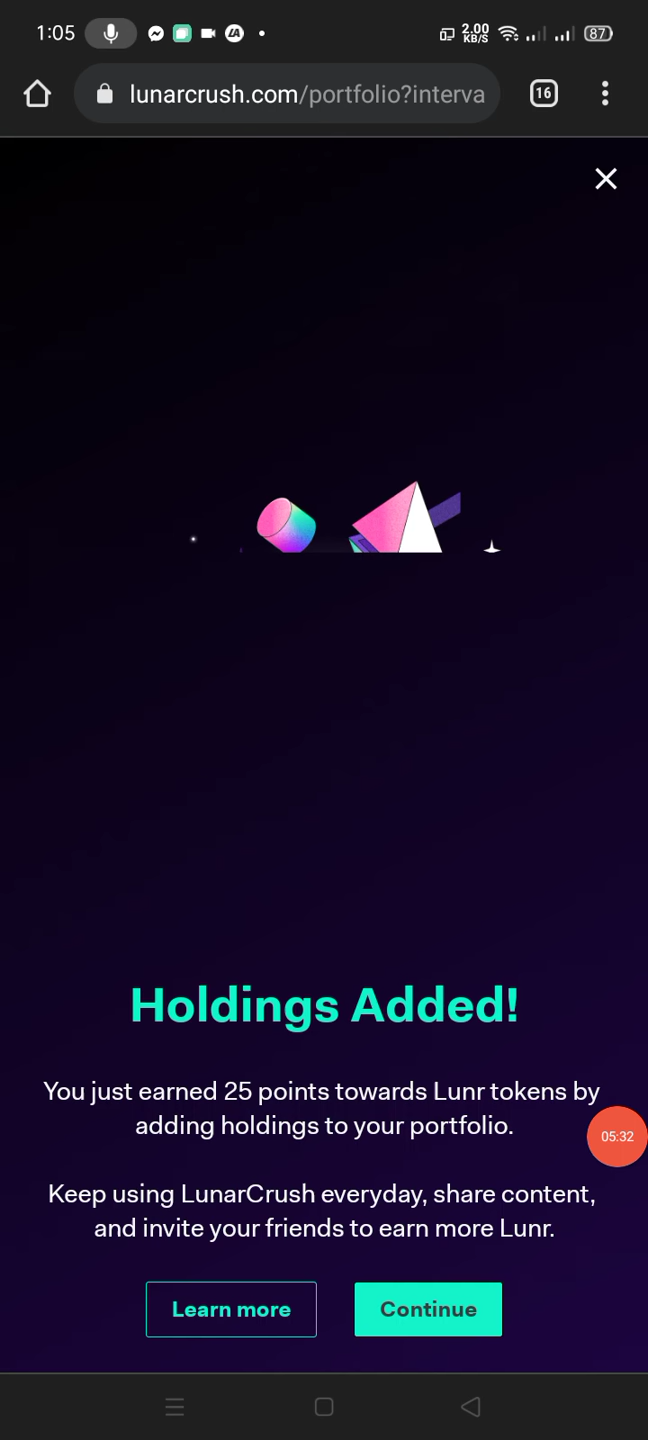 1:05
2.00
KB/S
87
lunarcrush.com/portfolio?interva
16
Holdings Added!
You just earned 25 points towards Lunr tokens by
adding holdings to your portfolio.
05:32
Keep using LunarCrush everyday, share content,
and invite your friends to earn more Lunr.
Learn more
Continue